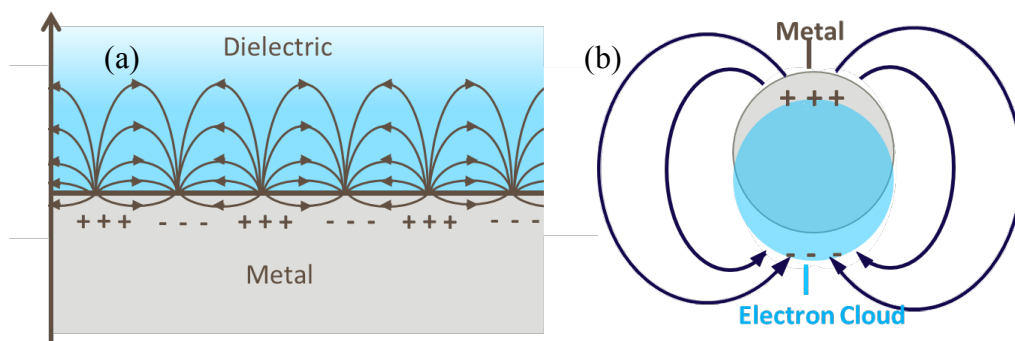 (a)
Dielectric
+ + +
- - -
+ + +
- - -
+ + +
- - -
Metal
(b)
Metal
+ + +
- - -
Electron Cloud